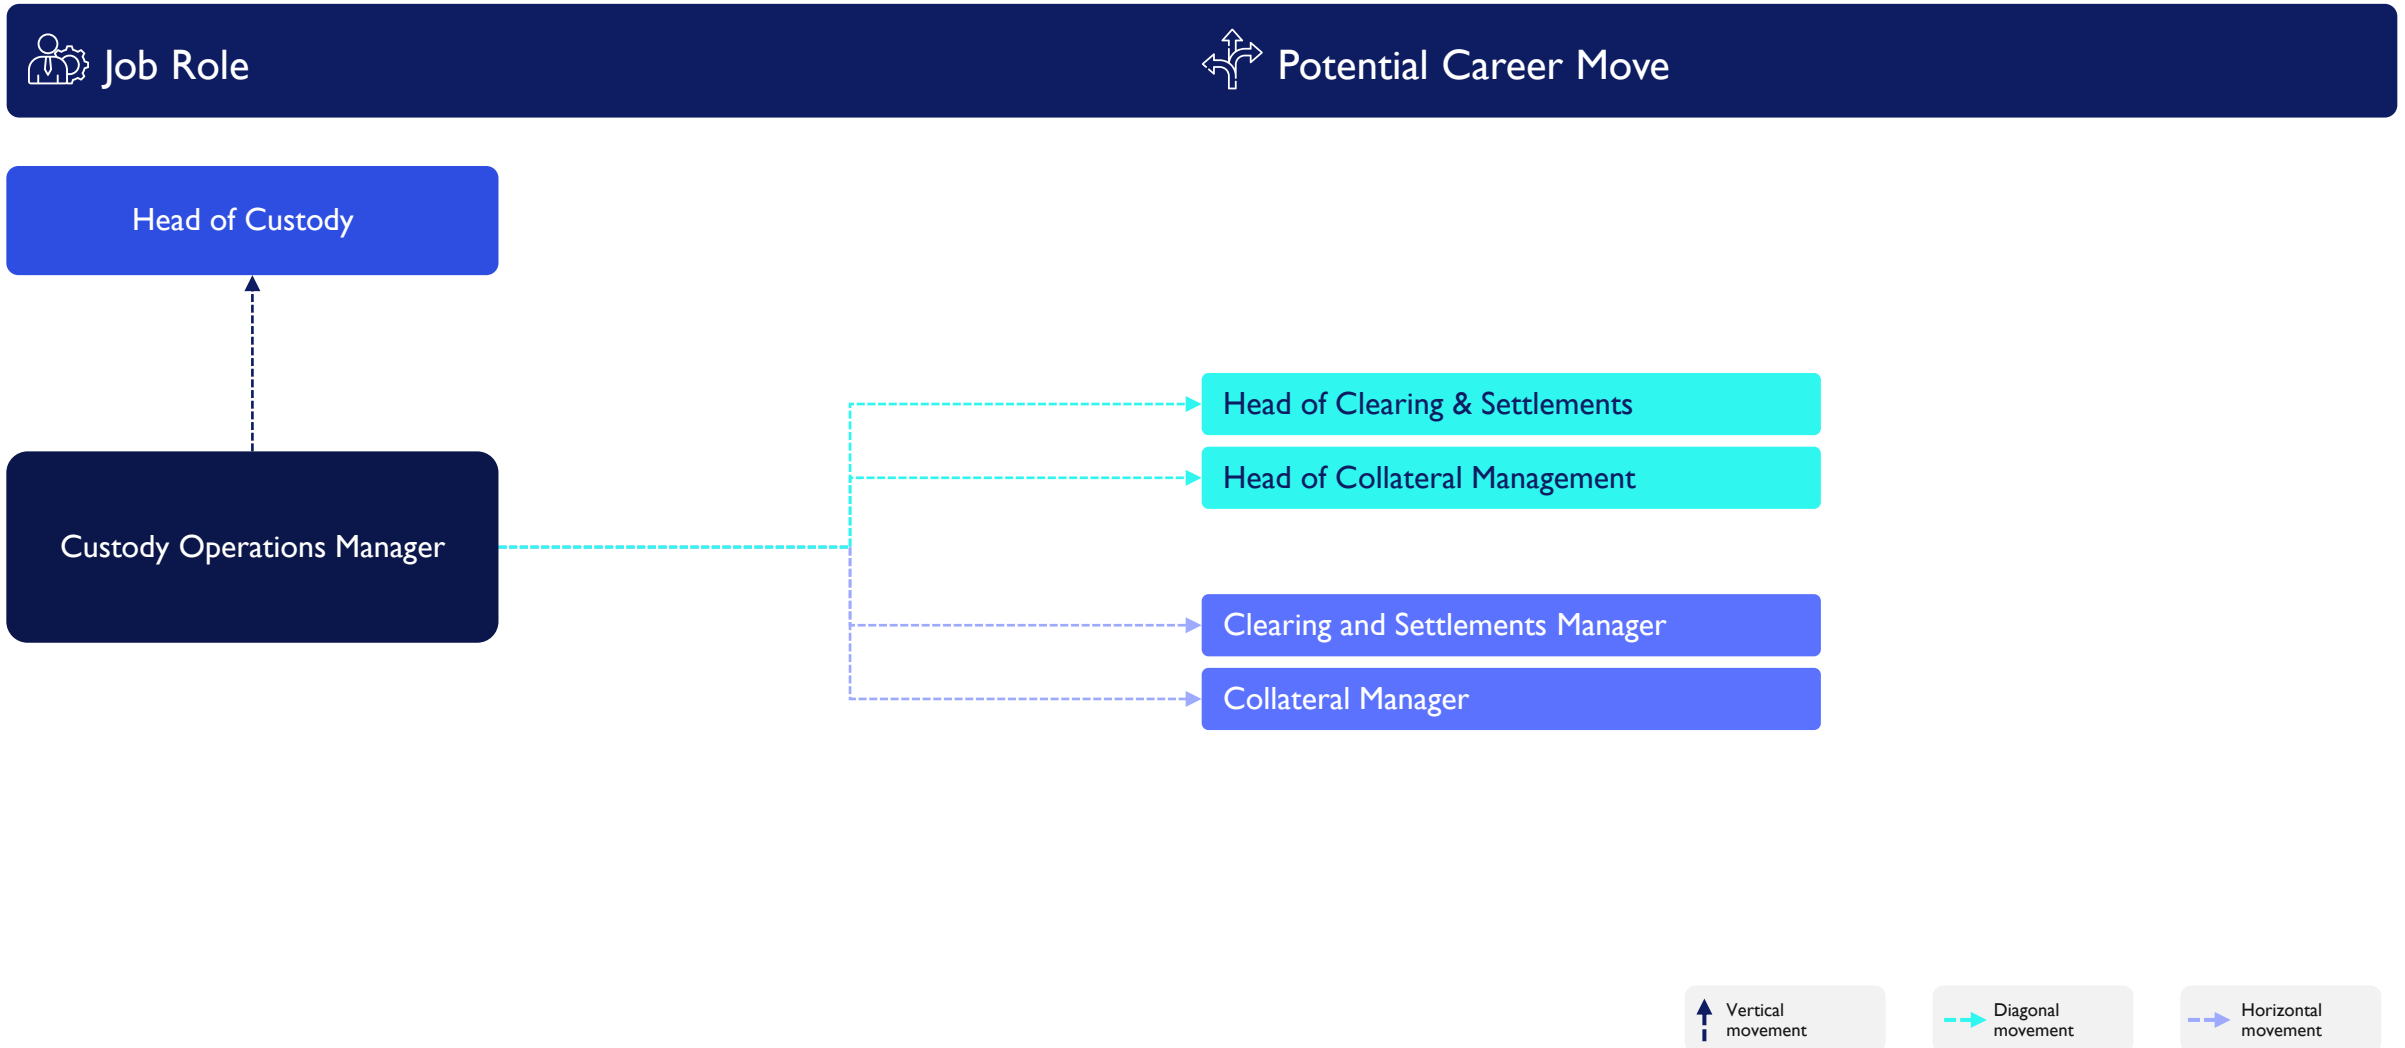 Job Role
Potential Career Move
Head of Custody
Head of Clearing & Settlements
Head of Collateral Management
Custody Operations Manager
Clearing and Settlements Manager
Collateral Manager
Vertical
movement
Diagonal
movement
Horizontal
movement